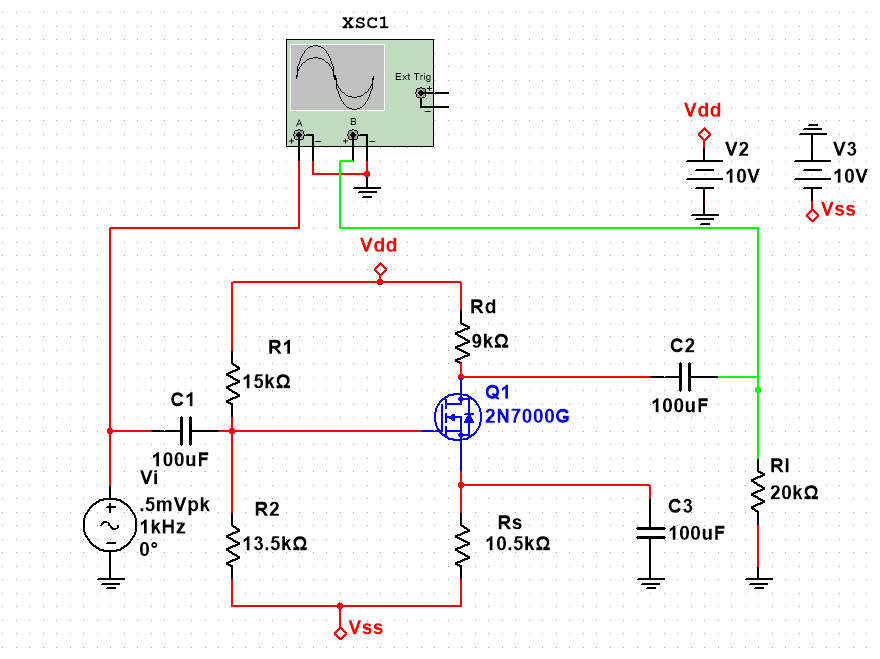 XSC1
Ext Trig
+
–
A
B
+
–
+
–
Vdd
V2
10V
V3
10V
Vss
Vdd
Rd
9kΩ
R1
15kΩ
C2
100uF
Q1
2N7000G
C1
100uF
Vi
.5mVpk
1kHz
0°
R2
13.5kΩ
Rs
10.5kΩ
C3
100uF
Rl
20kΩ
Vss